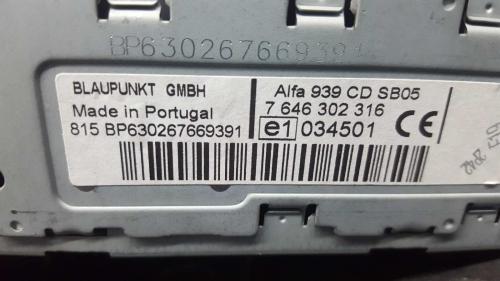 BP630267669391
BLAUPUNKT GMBH
Made in Portugal
815 BP630267669391
Alfa 939 CD SB05
7 646 302 316
e1 034501 CE